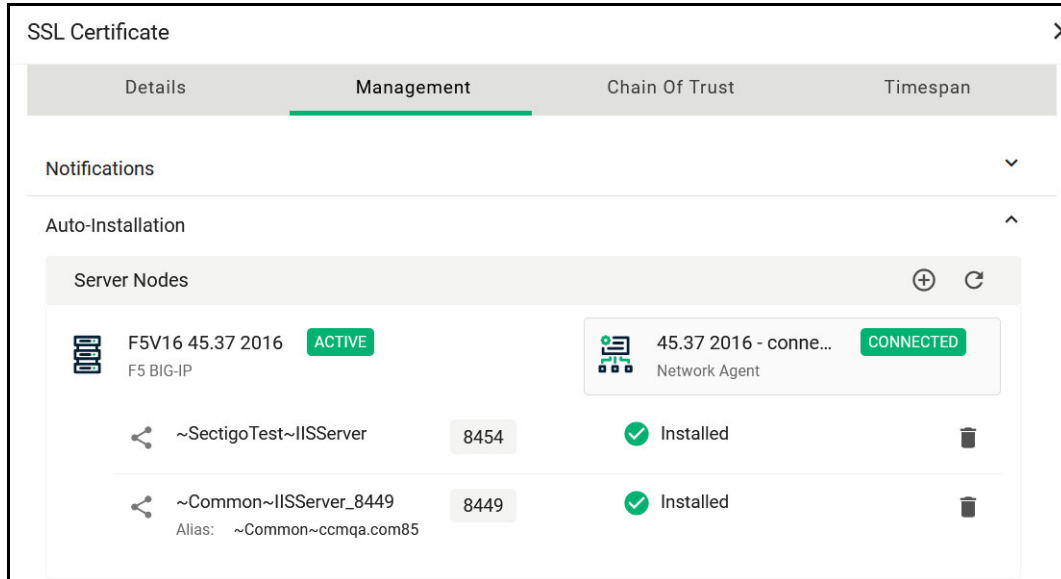 SSL Certificate
Details Management Chain Of Trust Timespan
Notifications
Auto-Installation
Server Nodes
F5V16 45.37 2016 ACTIVE 45.37 2016 - conne... CONNECTED
F5 BIG-IP Network Agent
~SectigoTest~IISServer 8454 Installed
~Common~IISServer_8449 8449 Installed
Alias: ~Common~ccmqa.com85